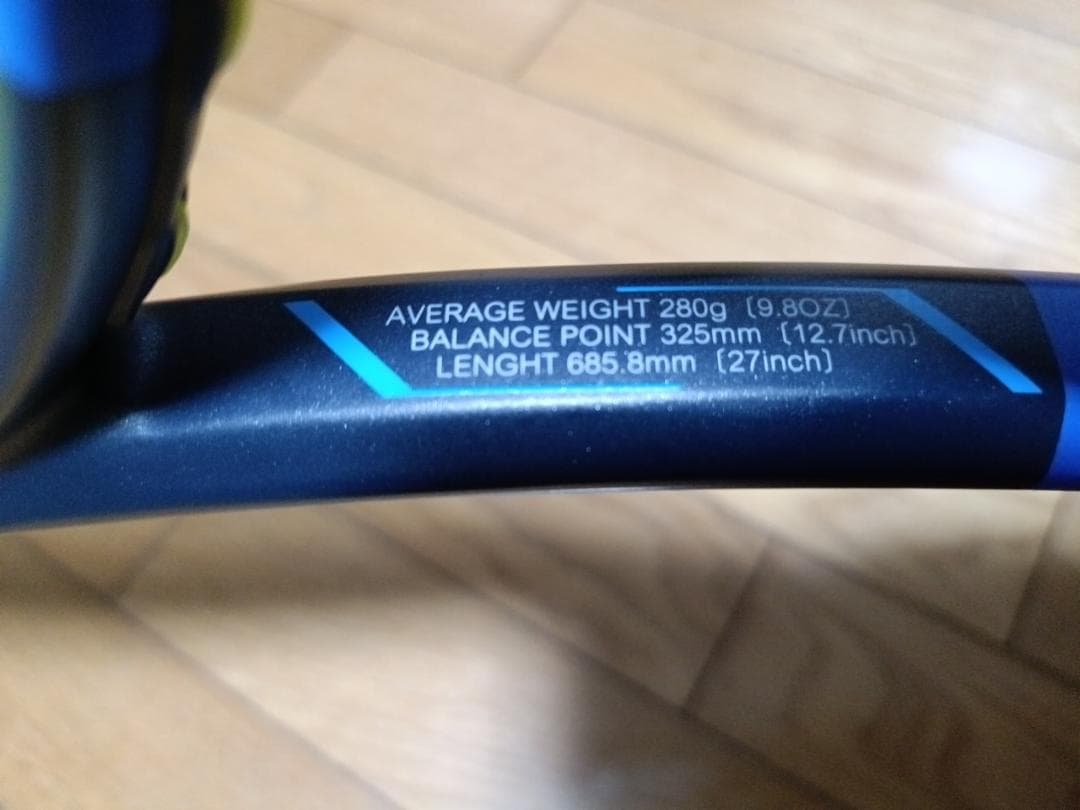 AVERAGE WEIGHT 280g [9.8OZ]
BALANCE POINT 325mm [12.7inch]
LENGHT 685.8mm [27inch]